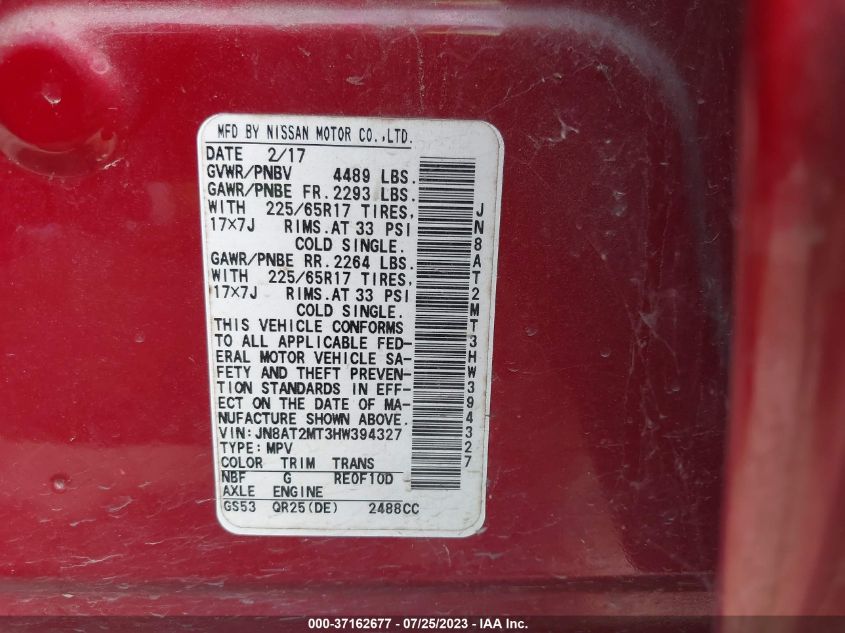 MFD BY NISSAN MOTOR CO.,LTD.
DATE 2/17
GVWR/PNBV 4489 LBS.
GAWR/PNBE FR.2293 LBS.
WITH 225/65R17 TIRES,
17×7J RIMS.AT 33 PSI
COLD SINGLE.
GAWR/PNBE RR.2264 LBS.
WITH 225/65R17 TIRES,
17×7J RIMS.AT 33 PSI
COLD SINGLE.
THIS VEHICLE CONFORMS
TO ALL APPLICABLE FED-
ERAL MOTOR VEHICLE SA-
FETY AND THEFT PREVEN-
TION STANDARDS IN EFF-
ECT ON THE DATE OF MA-
NUFACTURE SHOWN ABOVE.
VIN:JN8AT2MT3HW394327
TYPE:MPV
COLOR TRIM TRANS
NBF G RE0F10D
AXLE ENGINE
GS53 QR25(DE) 2488CC
JN8AT2MT3HW394327
000-37162677 - 07/25/2023 - IAA Inc.